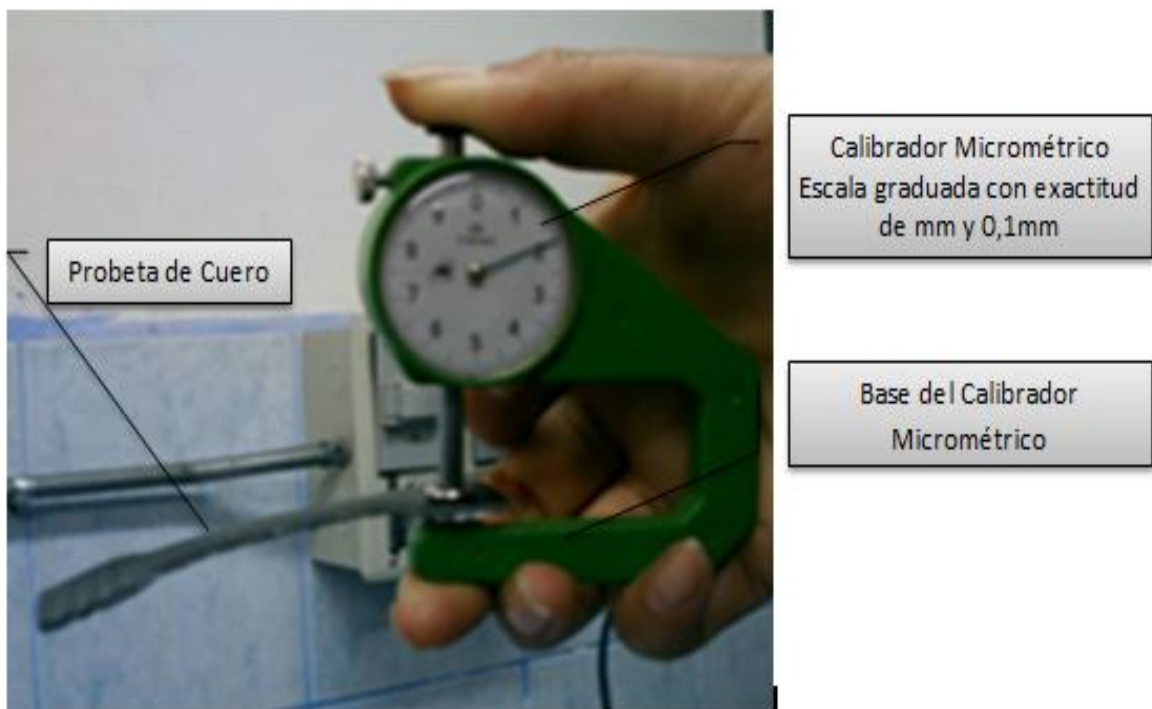 Calibrador Micrométrico
Escala graduada con exactitud
de mm y 0,1mm
Probeta de Cuero
Base del Calibrador
Micrométrico
0
1
2
3
4
5
6
7
8